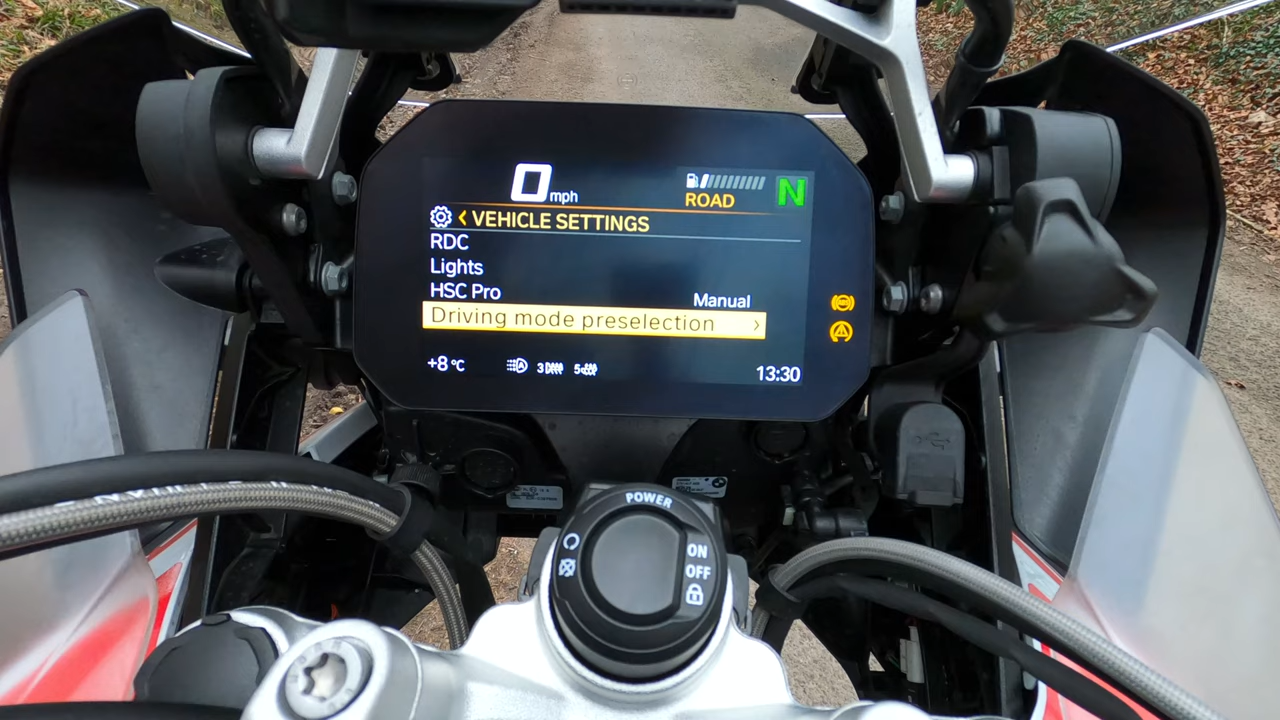 0 mph
ROAD
N
VEHICLE SETTINGS
RDC
Lights
HSC Pro
Manual
Driving mode preselection
+8 °C
3
5
13:30
POWER
ON
OFF